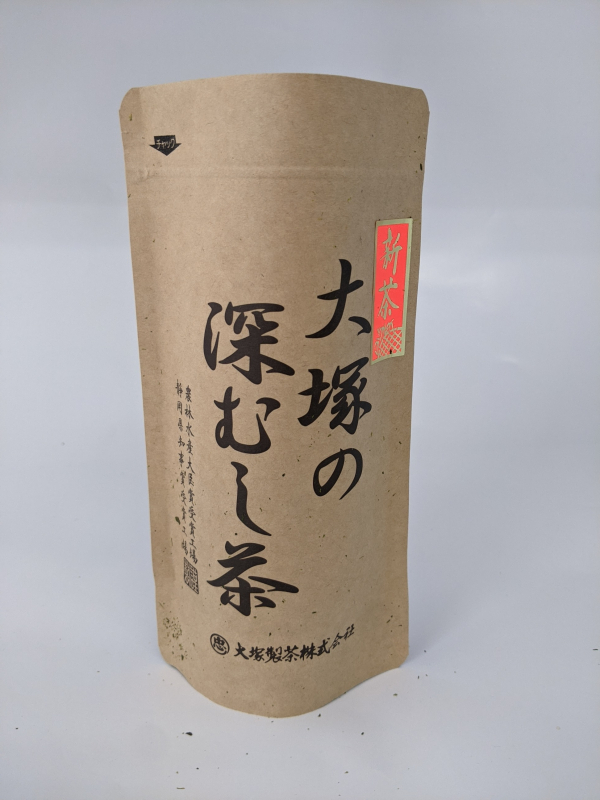 チャック
新茶
大塚の
深むし茶
農林水産大臣賞受賞工場
静岡県知事賞受賞工場
忠 大塚製茶株式会社